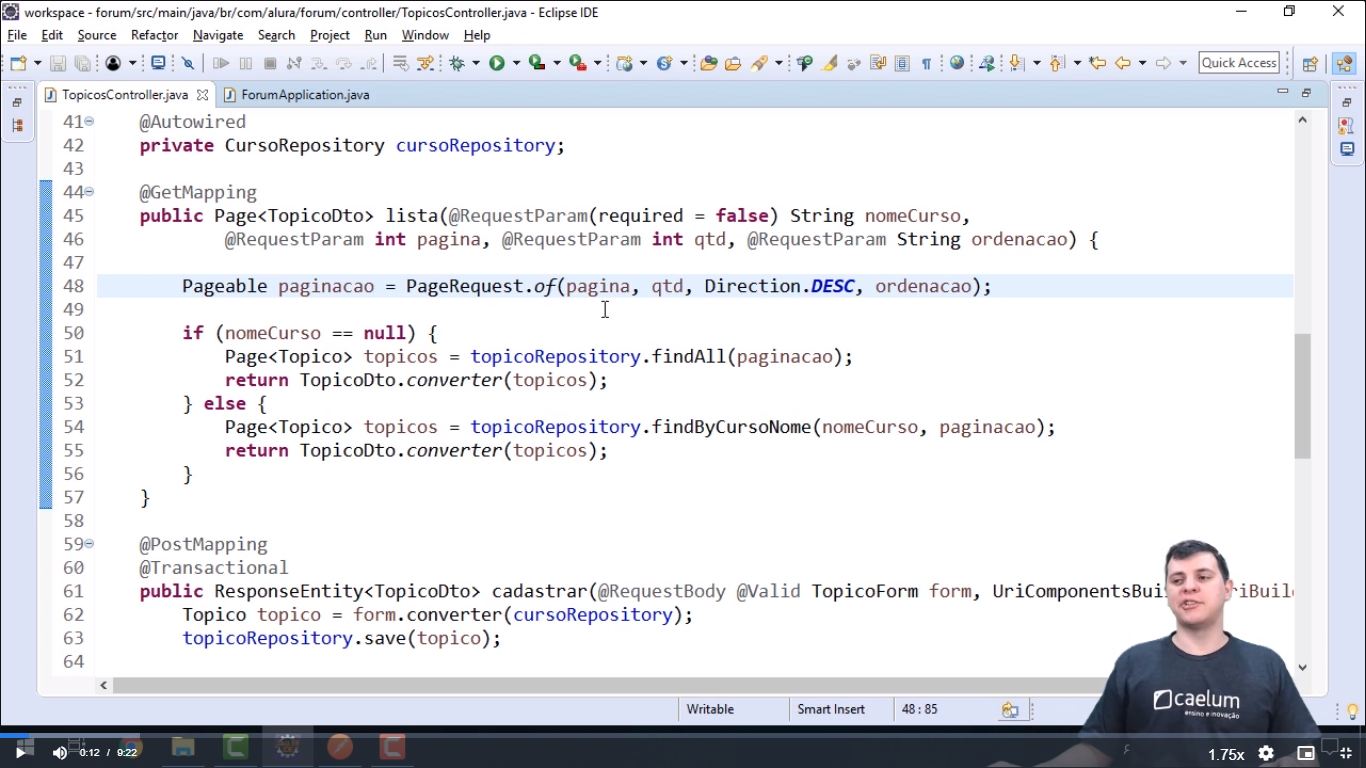 workspace - forum/src/main/java/br/com/alura/forum/controller/TopicosController.java - Eclipse IDE
File Edit Source Refactor Navigate Search Project Run Window Help
Quick Access
TopicosController.java ForumApplication.java
41 @Autowired
42 private CursoRepository cursoRepository;
43
44 @GetMapping
45 public Page<TopicoDto> lista(@RequestParam(required = false) String nomeCurso,
46 @RequestParam int pagina, @RequestParam int qtd, @RequestParam String ordenacao) {
47
48 Pageable paginacao = PageRequest.of(pagina, qtd, Direction.DESC, ordenacao);
49
50 if (nomeCurso == null) {
51 Page<Topico> topicos = topicoRepository.findAll(paginacao);
52 return TopicoDto.converter(topicos);
53 } else {
54 Page<Topico> topicos = topicoRepository.findByCursoNome(nomeCurso, paginacao);
55 return TopicoDto.converter(topicos);
56 }
57 }
58
59 @PostMapping
60 @Transactional
61 public ResponseEntity<TopicoDto> cadastrar(@RequestBody @Valid TopicoForm form, UriComponentsBui riBuil
62 Topico topico = form.converter(cursoRepository);
63 topicoRepository.save(topico);
64
caelum
ensino e inovação
Writable Smart Insert 48 : 85
0:12 / 9:22 1.75x